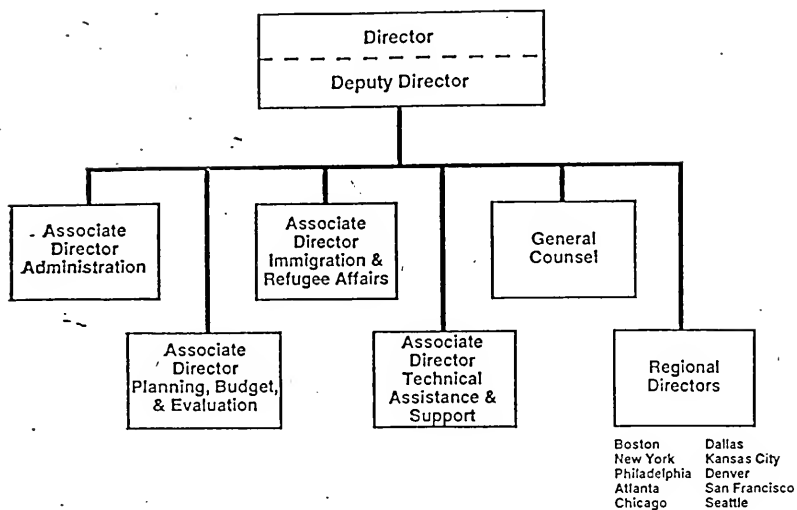 Director
Deputy Director
Associate
Director
Administration
Associate
Director
Immigration &
Refugee Affairs
General
Counsel
Associate
Director
Planning, Budget,
& Evaluation
Associate
Director
Technical
Assistance &
Support
Regional
Directors
Boston Dallas
New York Kansas City
Philadelphia Denver
Atlanta San Francisco
Chicago Seattle